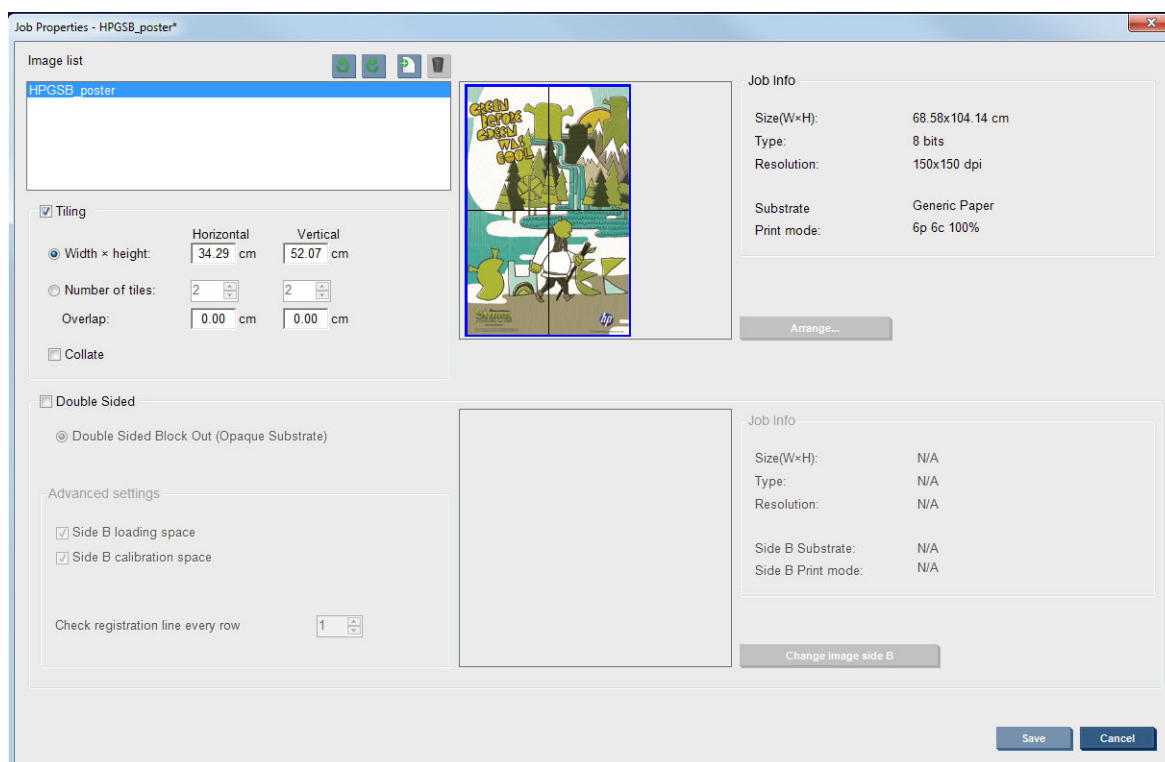 Job Properties - HPGSB_poster*
Image list
HPGSB_poster
GREEN
BEFORE
GREEN
WAS
COOL
SHREK
hp
Job Info
Size(W×H): 68.58x104.14 cm
Type: 8 bits
Resolution: 150x150 dpi
Substrate Generic Paper
Print mode: 6p 6c 100%
Arrange...
Tiling
Horizontal Vertical
Width × height: 34.29 cm 52.07 cm
Number of tiles: 2 2
Overlap: 0.00 cm 0.00 cm
Collate
Double Sided
Double Sided Block Out (Opaque Substrate)
Advanced settings
Side B loading space
Side B calibration space
Check registration line every row 1
Job Info
Size(W×H): N/A
Type: N/A
Resolution: N/A
Side B Substrate: N/A
Side B Print mode: N/A
Change image side B
Save Cancel